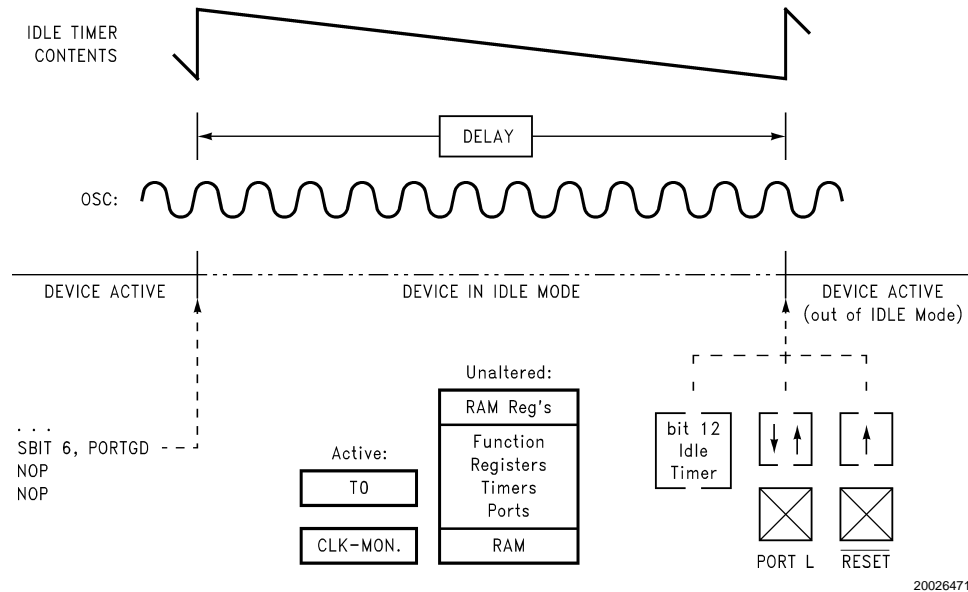 IDLE TIMER
CONTENTS
DELAY
OSC:
DEVICE ACTIVE
DEVICE IN IDLE MODE
DEVICE ACTIVE
(out of IDLE Mode)
. . .
SBIT 6, PORTGD
NOP
NOP
Active:
T0
CLK-MON.
Unaltered:
RAM Reg's
Function
Registers
Timers
Ports
RAM
bit 12
Idle
Timer
PORT L
RESET
20026471